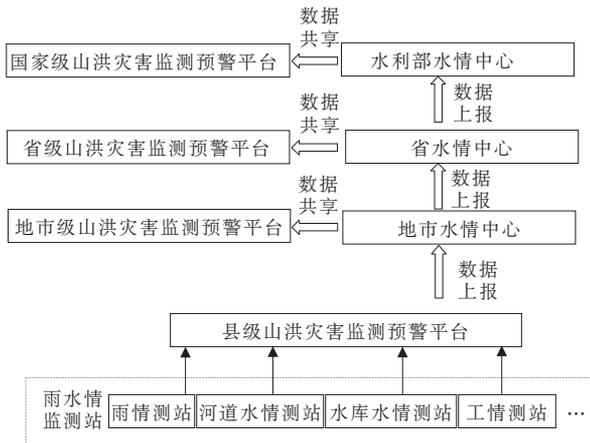 数据
共享
国家级山洪灾害监测预警平台
水利部水情中心
数据
上报
数据
共享
省级山洪灾害监测预警平台
省水情中心
数据
上报
数据
共享
地市级山洪灾害监测预警平台
地市水情中心
数据
上报
县级山洪灾害监测预警平台
雨水情
监测站
雨情测站
河道水情测站
水库水情测站
工情测站
…